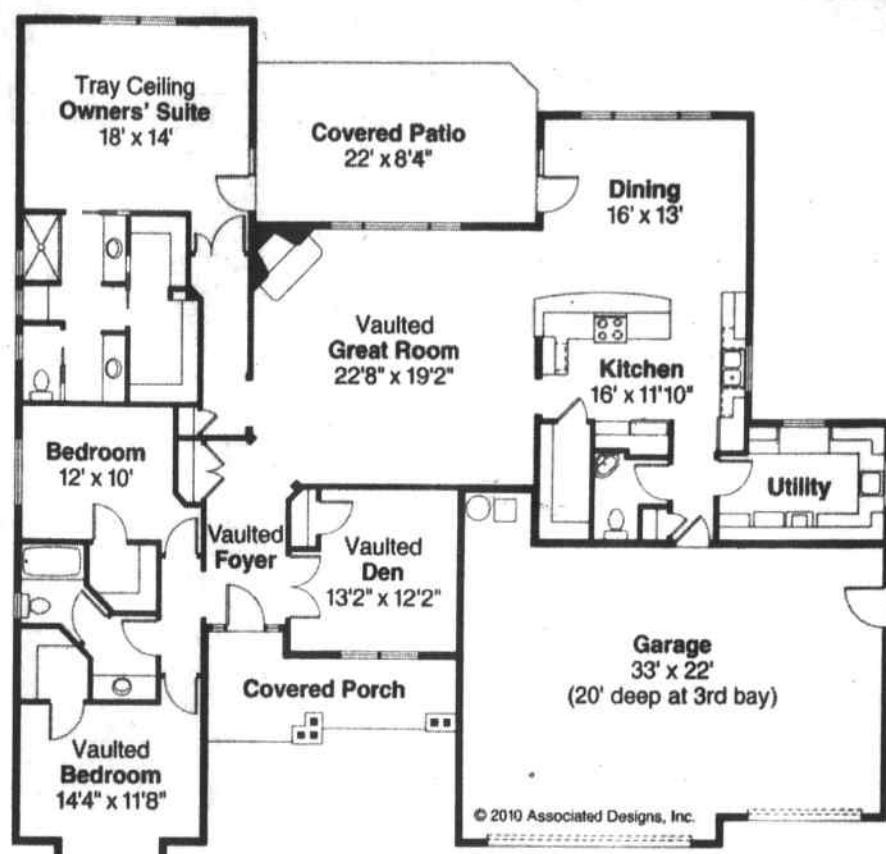 Tray Ceiling
Owners' Suite
18' x 14'
Covered Patio
22' x 8'4"
Dining
16' x 13'
Vaulted
Great Room
22'8" x 19'2"
Kitchen
16' x 11'10"
Bedroom
12' x 10'
Utility
Vaulted
Foyer
Vaulted
Den
13'2" x 12'2"
Garage
33' x 22'
(20' deep at 3rd bay)
Covered Porch
Vaulted
Bedroom
14'4" x 11'8"
© 2010 Associated Designs, Inc.